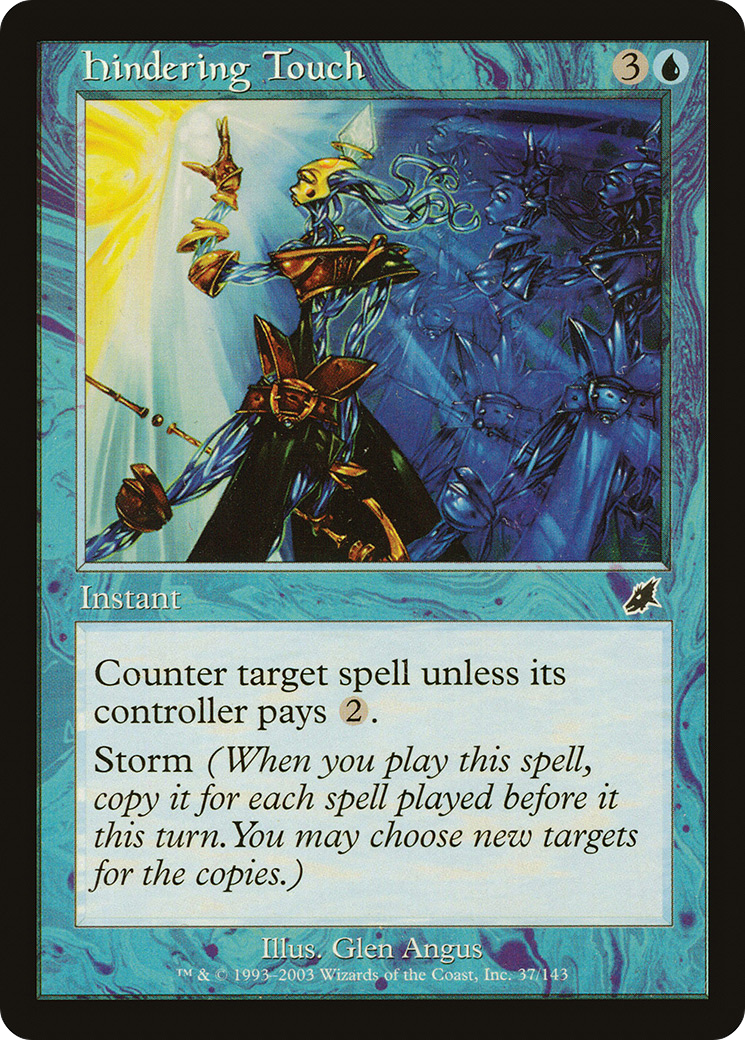 Hindering Touch 3
Instant
Counter target spell unless its
controller pays 2.
Storm (When you play this spell,
copy it for each spell played before it
this turn. You may choose new targets
for the copies.)
Illus. Glen Angus
™ & © 1993–2003 Wizards of the Coast, Inc. 37/143